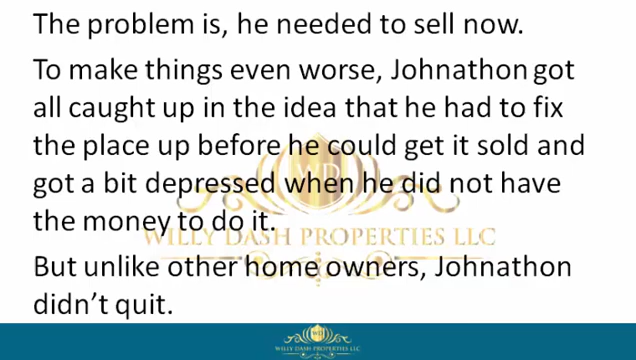 The problem is, he needed to sell now.
To make things even worse, Johnathon got
all caught up in the idea that he had to fix
the place up before he could get it sold and
got a bit depressed when he did not have
the money to do it.
WILLY DASH PROPERTIES LLC
But unlike other home owners, Johnathon
didn’t quit.
WILLY DASH PROPERTIES LLC